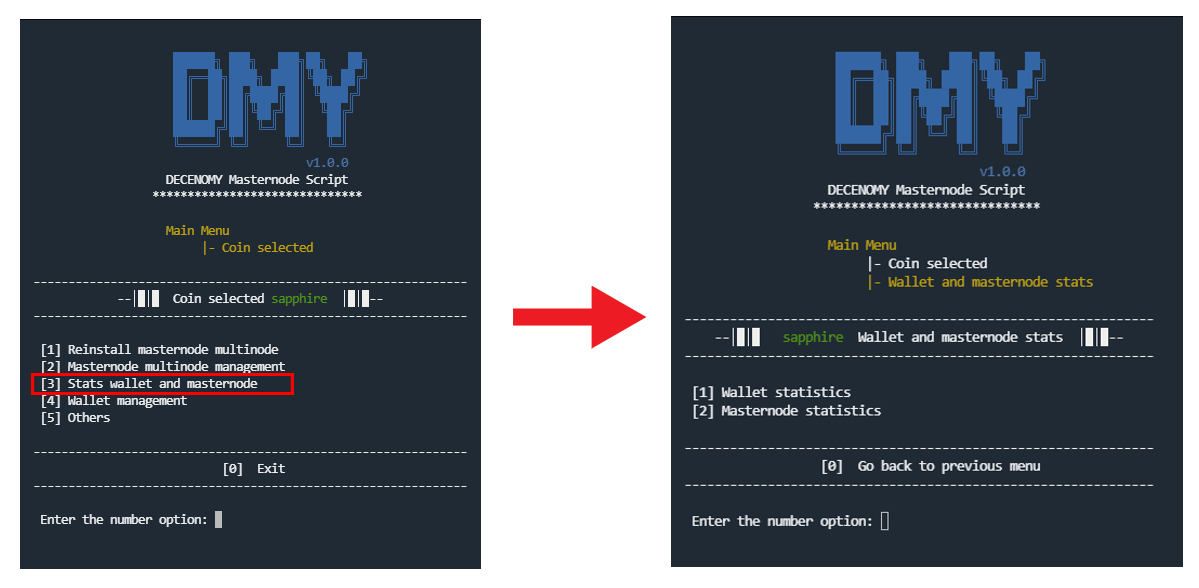 DMY
v1.0.0
DECENOMY Masternode Script
******************************
Main Menu
|- Coin selected
--------------------------------------------------------------
--|█|█ Coin selected sapphire |█|█--
--------------------------------------------------------------
[1] Reinstall masternode multinode
[2] Masternode multinode management
[3] Stats wallet and masternode
[4] Wallet management
[5] Others
--------------------------------------------------------------
[0] Exit
--------------------------------------------------------------
Enter the number option:
DMY
v1.0.0
DECENOMY Masternode Script
******************************
Main Menu
|- Coin selected
|- Wallet and masternode stats
--------------------------------------------------------------
--|█|█ sapphire Wallet and masternode stats |█|█--
--------------------------------------------------------------
[1] Wallet statistics
[2] Masternode statistics
--------------------------------------------------------------
[0] Go back to previous menu
--------------------------------------------------------------
Enter the number option: